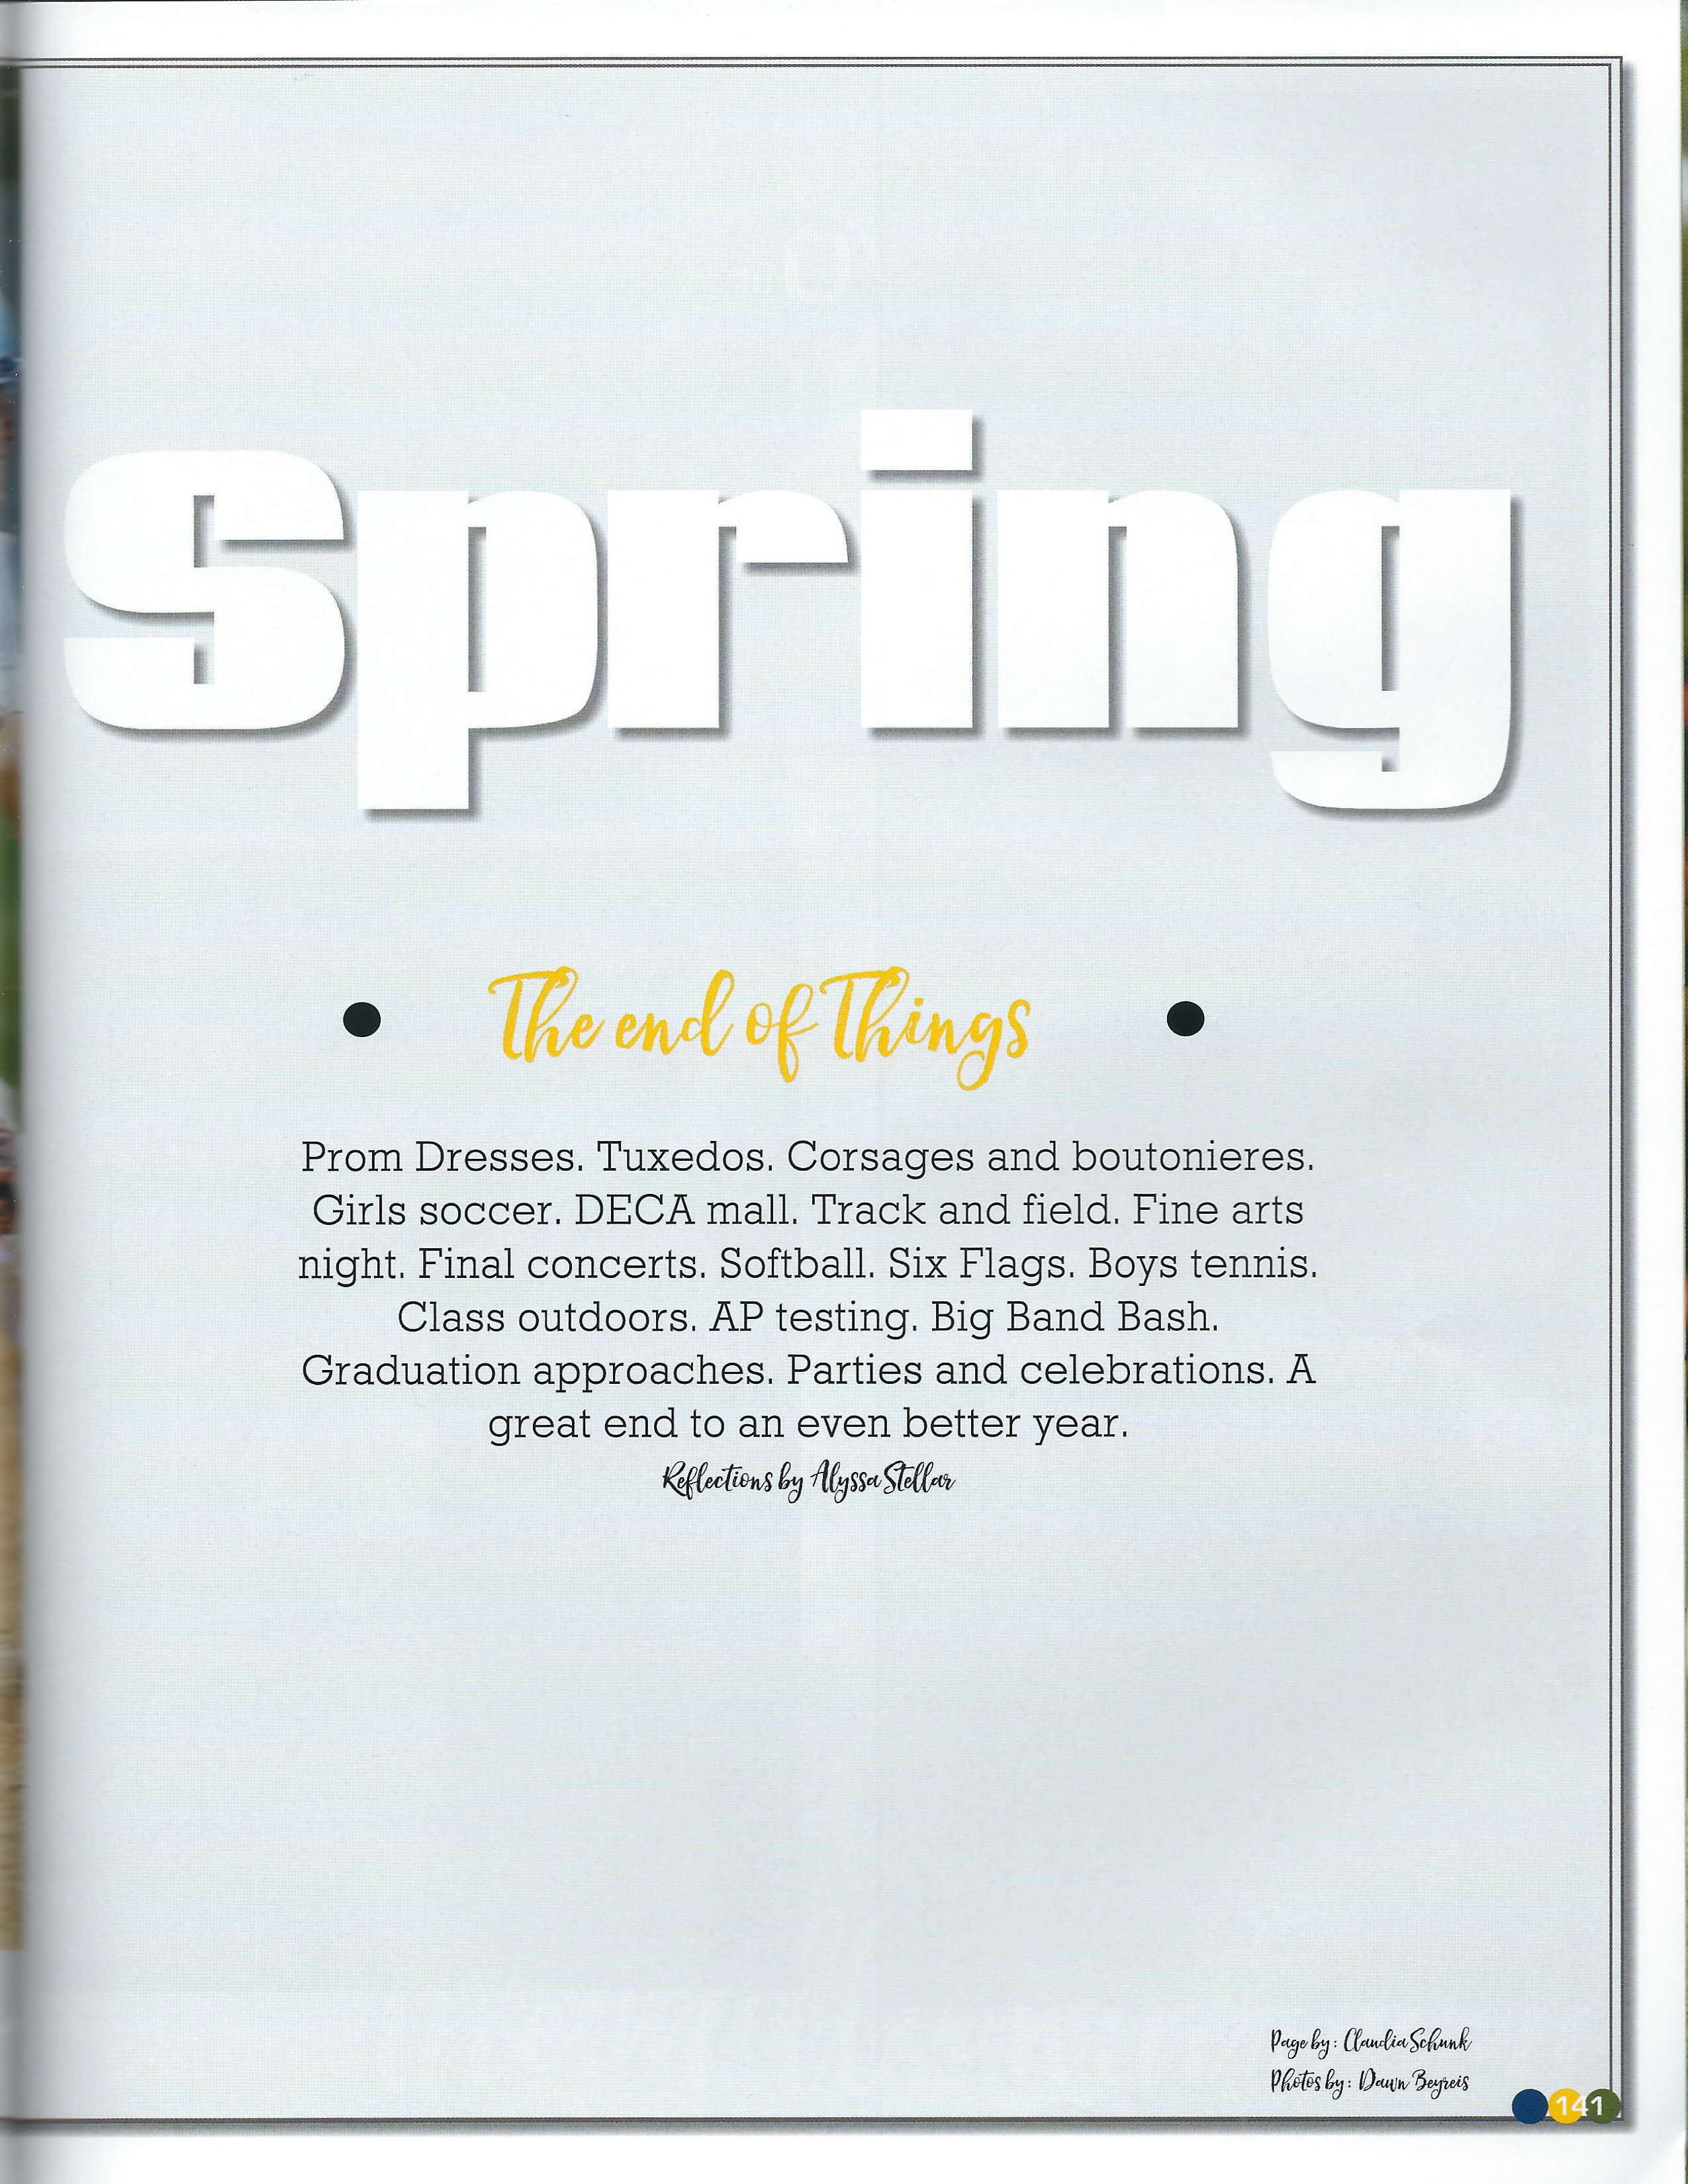 Spring
The end of Things
Prom Dresses. Tuxedos. Corsages and boutonieres.
Girls soccer. DECA mall. Track and field. Fine arts
night. Final concerts. Softball. Six Flags. Boys tennis.
Class outdoors. AP testing. Big Band Bash.
Graduation approaches. Parties and celebrations. A
great end to an even better year.
Reflections by Alyssa Stellar
Page by: Claudia Schunk
Photos by: Dawn Beyreis
141